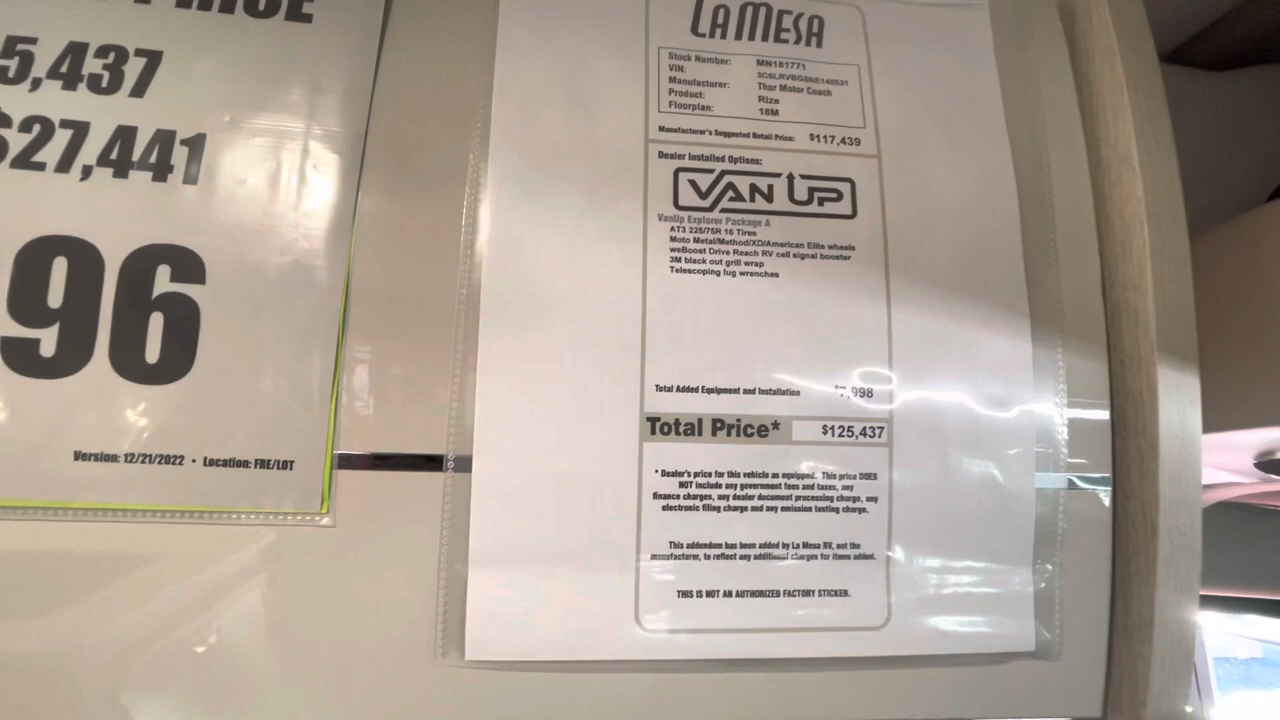 PRICE
5,437
$27,441
96
Version: 12/21/2022 • Location: FRE/LOT
LA MESA
Stock Number: MN181771
VIN: 3C6LRVBG5NE140531
Manufacturer: Thor Motor Coach
Product: Rize
Floorplan: 18M
Manufacturer's Suggested Retail Price: $117,439
Dealer Installed Options:
VAN UP
VanUp Explorer Package A
AT3 225/75R 16 Tires
Moto Metal/Method/XD/American Elite wheels
weBoost Drive Reach RV cell signal booster
3M black out grill wrap
Telescoping lug wrenches
Total Added Equipment and Installation $7,998
Total Price* $125,437
* Dealer's price for this vehicle as equipped. This price DOES
NOT include any government fees and taxes, any
finance charges, any dealer document processing charge, any
electronic filing charge and any emission testing charge.
This addendum has been added by La Mesa RV, not the
manufacturer, to reflect any additional charges for items added.
THIS IS NOT AN AUTHORIZED FACTORY STICKER.